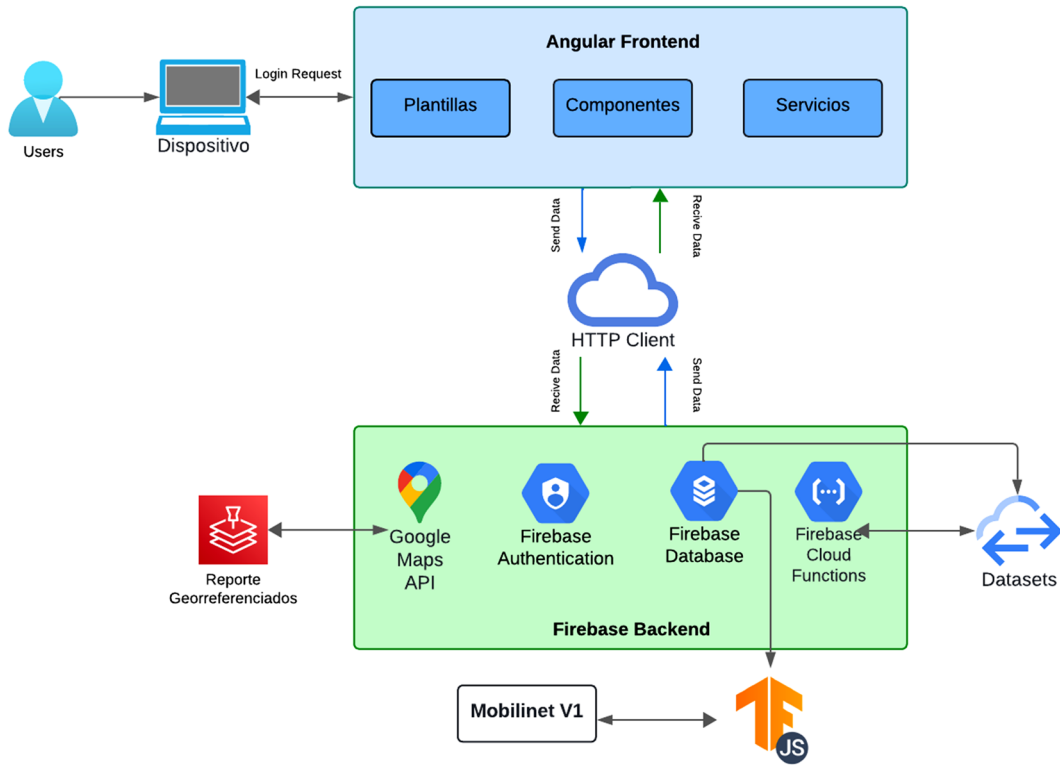 Angular Frontend
Login Request
Plantillas
Componentes
Servicios
Users
Dispositivo
Send Data
Recive Data
HTTP Client
Recive Data
Send Data
Google
Maps
API
Firebase
Authentication
Firebase
Database
Firebase
Cloud
Functions
Reporte
Georreferenciados
Datasets
Firebase Backend
Mobilinet V1
JS